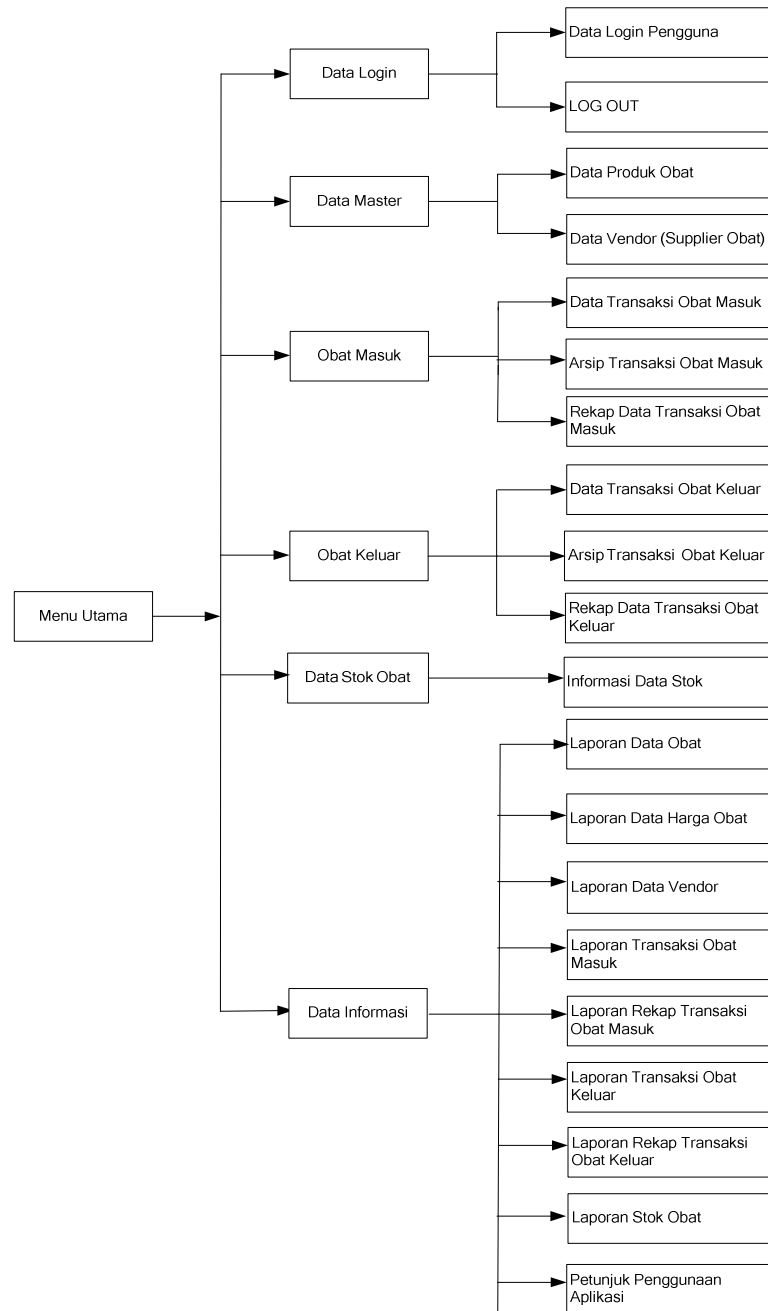 Data Login Pengguna
Data Login
LOG OUT
Data Produk Obat
Data Master
Data Vendor (Supplier Obat)
Data Transaksi Obat Masuk
Obat Masuk
Arsip Transaksi Obat Masuk
Rekap Data Transaksi Obat
Masuk
Data Transaksi Obat Keluar
Obat Keluar
Arsip Transaksi Obat Keluar
Rekap Data Transaksi Obat
Keluar
Menu Utama
Data Stok Obat
Informasi Data Stok
Laporan Data Obat
Laporan Data Harga Obat
Laporan Data Vendor
Laporan Transaksi Obat
Masuk
Data Informasi
Laporan Rekap Transaksi
Obat Masuk
Laporan Transaksi Obat
Keluar
Laporan Rekap Transaksi
Obat Keluar
Laporan Stok Obat
Petunjuk Penggunaan
Aplikasi